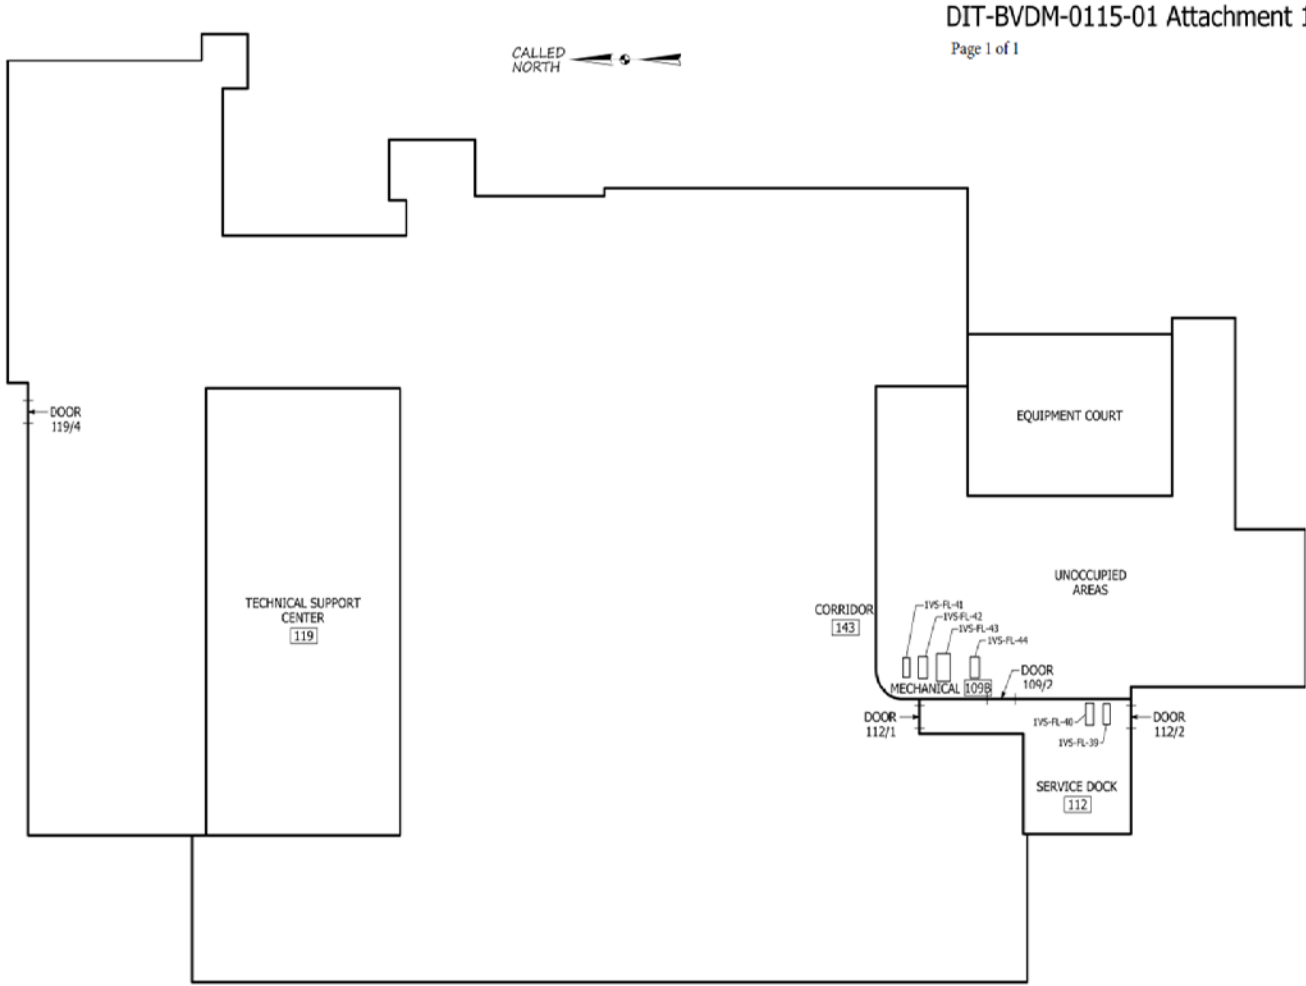 DIT-BVDM-0115-01 Attachment 1
Page 1 of 1
CALLED
NORTH
DOOR
119/4
EQUIPMENT COURT
TECHNICAL SUPPORT
CENTER
119
UNOCCUPIED
AREAS
CORRIDOR
143
1VS-FL-41
1VS-FL-42
1VS-FL-43
1VS-FL-44
MECHANICAL 109B
DOOR
109/2
DOOR
112/1
1VS-FL-40
1VS-FL-39
DOOR
112/2
SERVICE DOCK
112